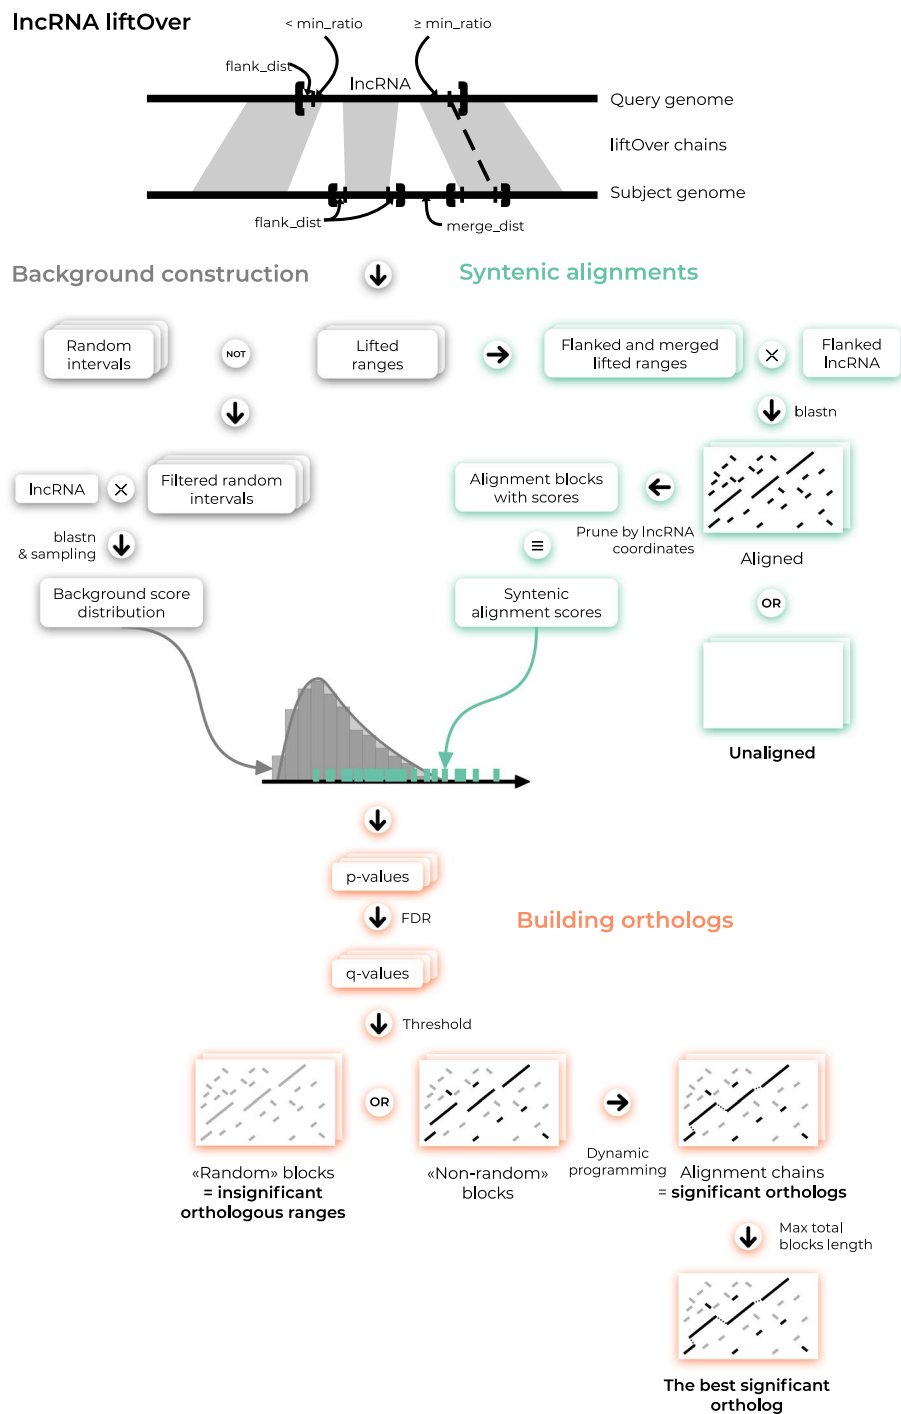 lncRNA liftOver
< min_ratio
≥ min_ratio
flank_dist
lncRNA
Query genome
liftOver chains
Subject genome
flank_dist
merge_dist
Background construction
Syntenic alignments
Random
intervals
NOT
Lifted
ranges
Flanked and merged
lifted ranges
Flanked
lncRNA
blastn
lncRNA
Filtered random
intervals
Alignment blocks
with scores
Prune by lncRNA
coordinates
Aligned
blastn
& sampling
Background score
distribution
Syntenic
alignment scores
OR
Unaligned
p-values
FDR
Building orthologs
q-values
Threshold
OR
«Random» blocks
= insignificant
orthologous ranges
«Non-random»
blocks
Dynamic
programming
Alignment chains
= significant orthologs
Max total
blocks length
The best significant
ortholog